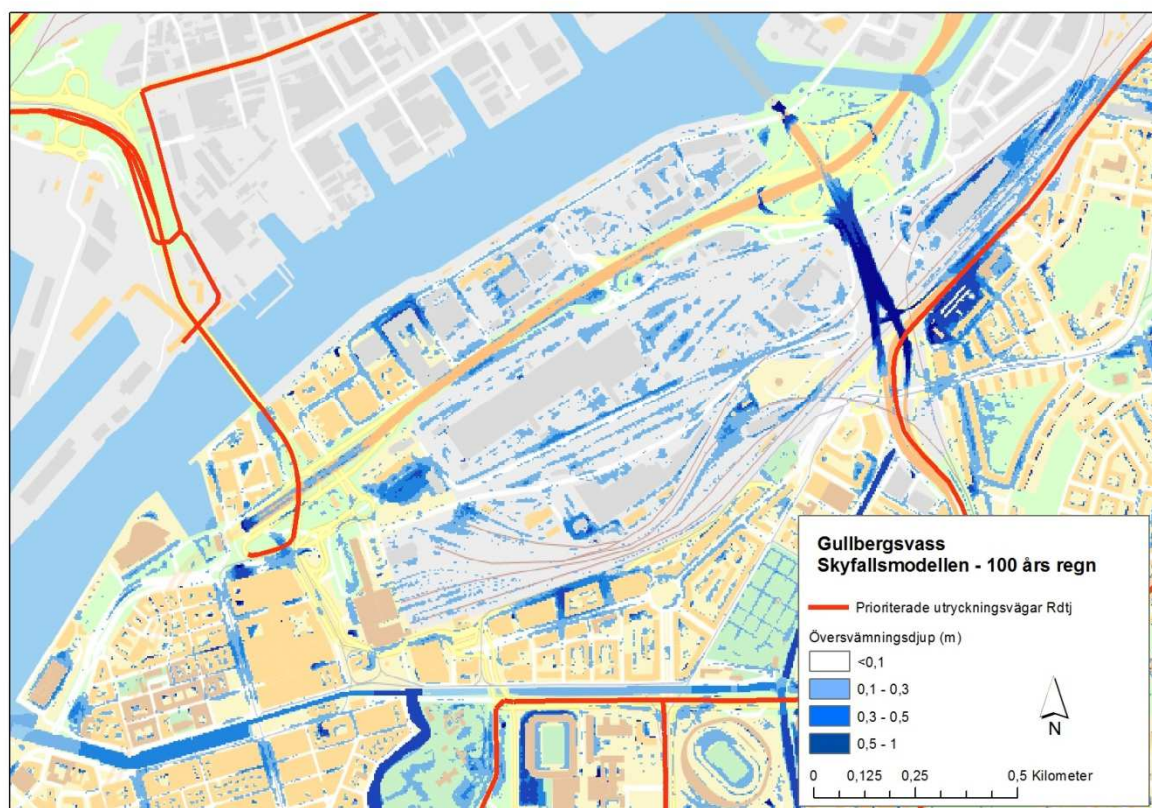 Gullbergsvass
Skyfallsmodellen - 100 års regn
Prioriterade utryckningsvägar Rdtj
Översvämningsdjup (m)
<0,1
0,1 - 0,3
0,3 - 0,5
0,5 - 1
N
0 0,125 0,25 0,5 Kilometer